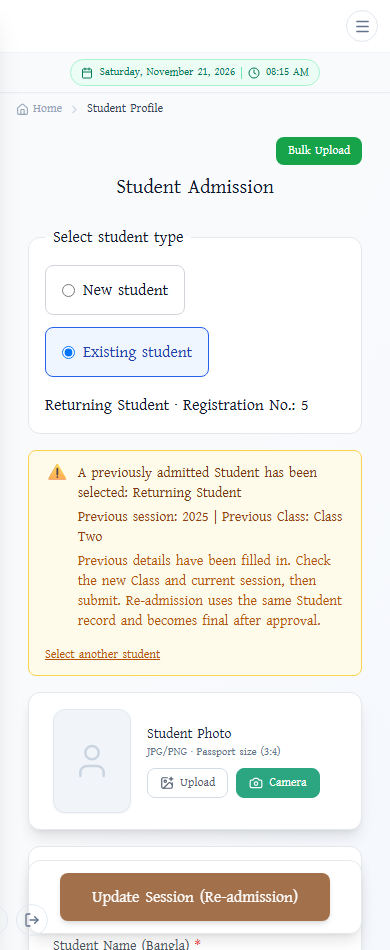 Saturday, November 21, 2026 | 08:15 AM
Home > Student Profile
Bulk Upload
Student Admission
Select student type
New student
Existing student
Returning Student · Registration No.: 5
A previously admitted Student has been
selected: Returning Student
Previous session: 2025 | Previous Class: Class
Two
Previous details have been filled in. Check
the new Class and current session, then
submit. Re-admission uses the same Student
record and becomes final after approval.
Select another student
Student Photo
JPG/PNG · Passport size (3:4)
Upload
Camera
Update Session (Re-admission)
Student Name (Bangla) *